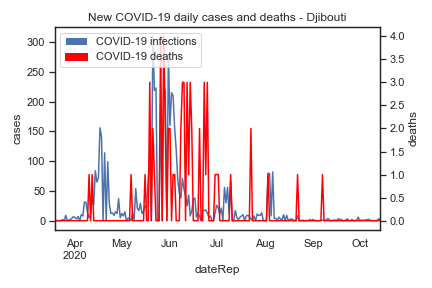 New COVID-19 daily cases and deaths - Djibouti
COVID-19 infections
COVID-19 deaths
300
250
200
150
100
50
0
cases
4.0
3.5
3.0
2.5
2.0
1.5
1.0
0.5
0.0
deaths
Apr May Jun Jul Aug Sep Oct
2020
dateRep